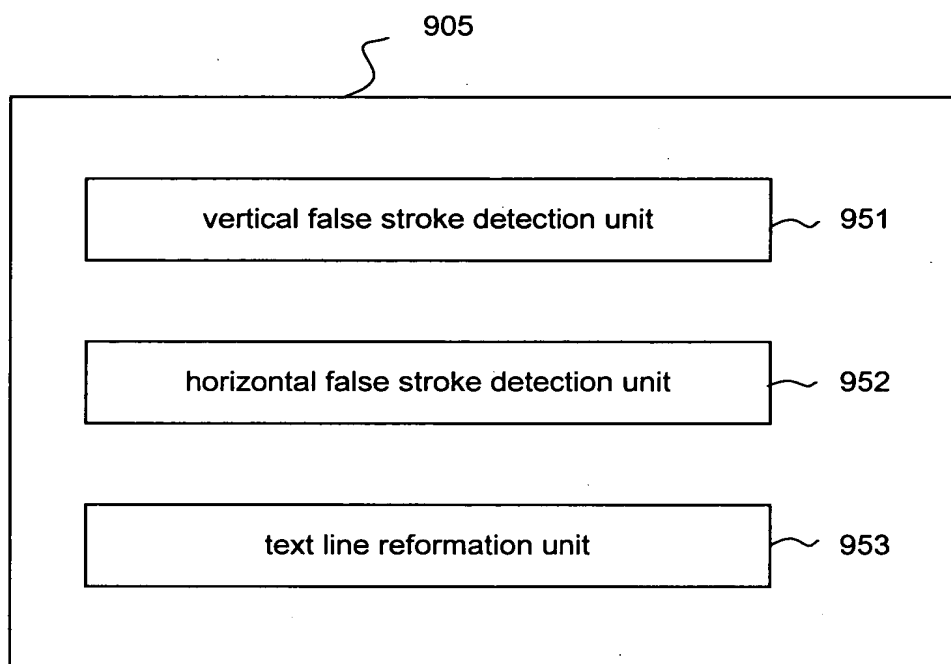 905
vertical false stroke detection unit 951
horizontal false stroke detection unit 952
text line reformation unit 953